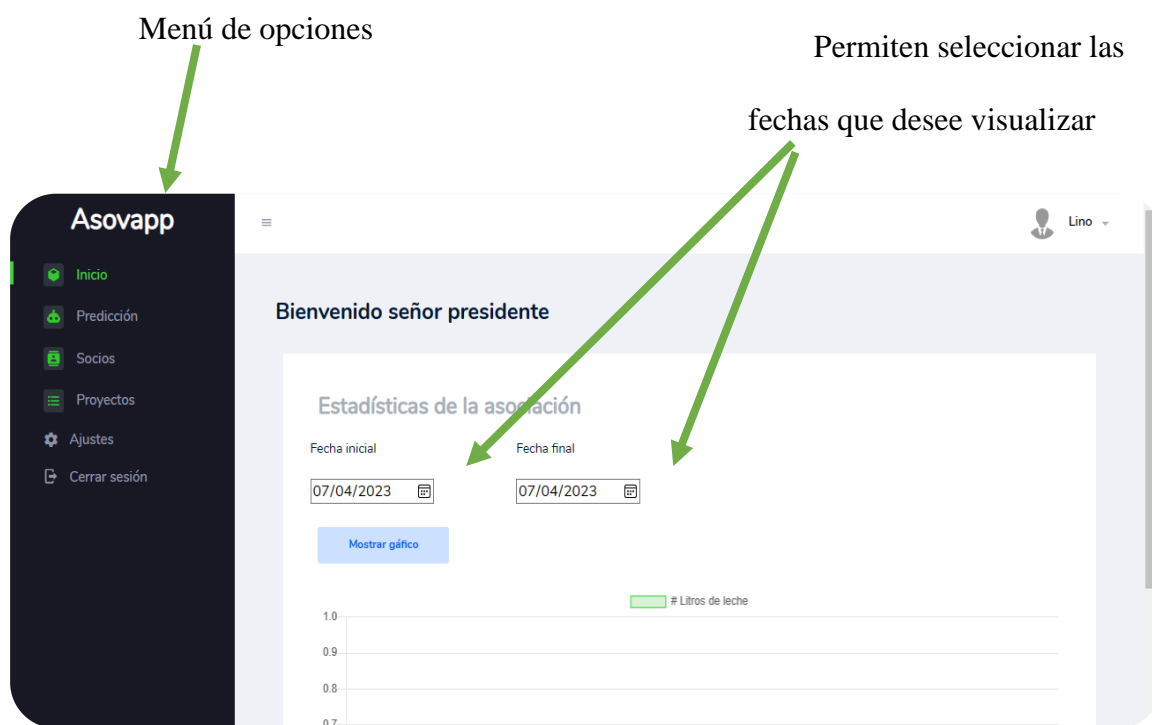 Menú de opciones
Permiten seleccionar las
fechas que desee visualizar
Asovapp
Lino
Inicio
Predicción
Socios
Proyectos
Ajustes
Cerrar sesión
Bienvenido señor presidente
Estadísticas de la asociación
Fecha inicial
Fecha final
07/04/2023
07/04/2023
Mostrar gáfico
# Litros de leche
1.0
0.9
0.8
0.7